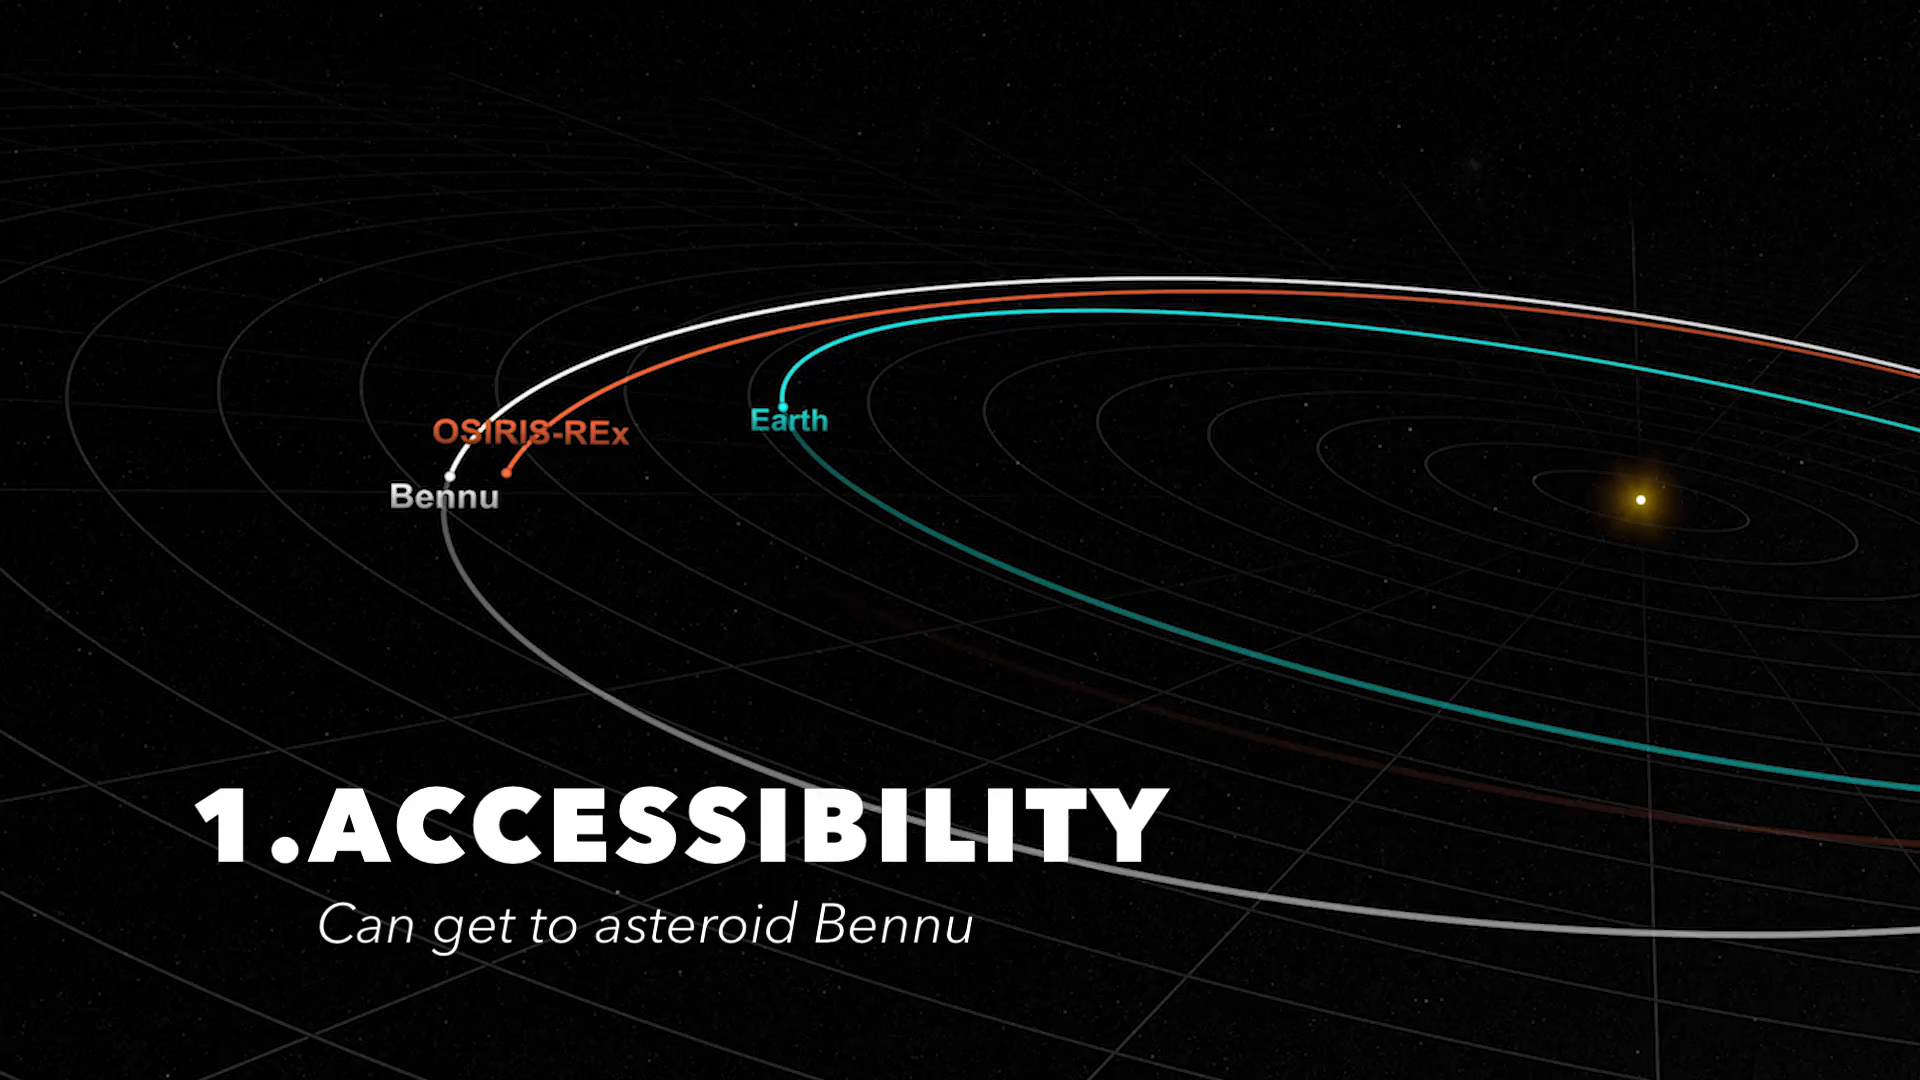 OSIRIS-REx
Earth
Bennu
1.ACCESSIBILITY
Can get to asteroid Bennu